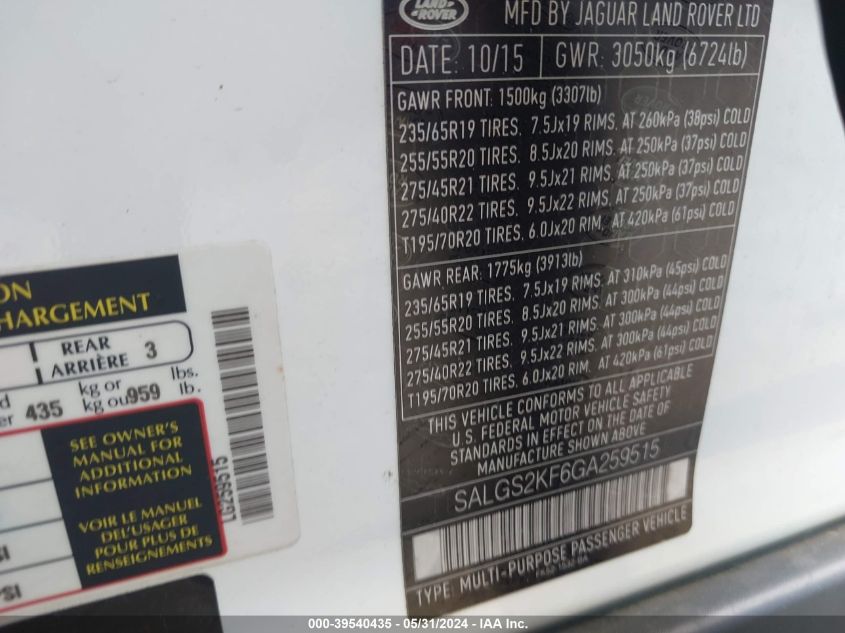 LAND-
ROVER
MFD BY JAGUAR LAND ROVER LTD
DATE: 10/15 GWR: 3050kg (6724lb)
GAWR FRONT: 1500kg (3307lb)
235/65R19 TIRES, 7.5Jx19 RIMS, AT 260kPa (38psi) COLD
255/55R20 TIRES, 8.5Jx20 RIMS, AT 250kPa (37psi) COLD
275/45R21 TIRES, 9.5Jx21 RIMS, AT 250kPa (37psi) COLD
275/40R22 TIRES, 9.5Jx22 RIMS, AT 250kPa (37psi) COLD
T195/70R20 TIRES, 6.0Jx20 RIM, AT 420kPa (61psi) COLD
GAWR REAR: 1775kg (3913lb)
235/65R19 TIRES, 7.5Jx19 RIMS, AT 310kPa (45psi) COLD
255/55R20 TIRES, 8.5Jx20 RIMS, AT 300kPa (44psi) COLD
275/45R21 TIRES, 9.5Jx21 RIMS, AT 300kPa (44psi) COLD
275/40R22 TIRES, 9.5Jx22 RIMS, AT 300kPa (44psi) COLD
T195/70R20 TIRES, 6.0Jx20 RIM, AT 420kPa (61psi) COLD
THIS VEHICLE CONFORMS TO ALL APPLICABLE
U.S. FEDERAL MOTOR VEHICLE SAFETY
STANDARDS IN EFFECT ON THE DATE OF
MANUFACTURE SHOWN ABOVE
SALGS2KF6GA259515
TYPE: MULTI-PURPOSE PASSENGER VEHICLE
ON
HARGEMENT
REAR
ARRIÈRE 3
d
er 435 kg or
kg ou 959 lbs.
lb.
SEE OWNER'S
MANUAL FOR
ADDITIONAL
INFORMATION
VOIR LE MANUEL
DE L'USAGER
POUR PLUS DE
RENSEIGNEMENTS
SI
PSI
000-39540435 - 05/31/2024 - IAA Inc.